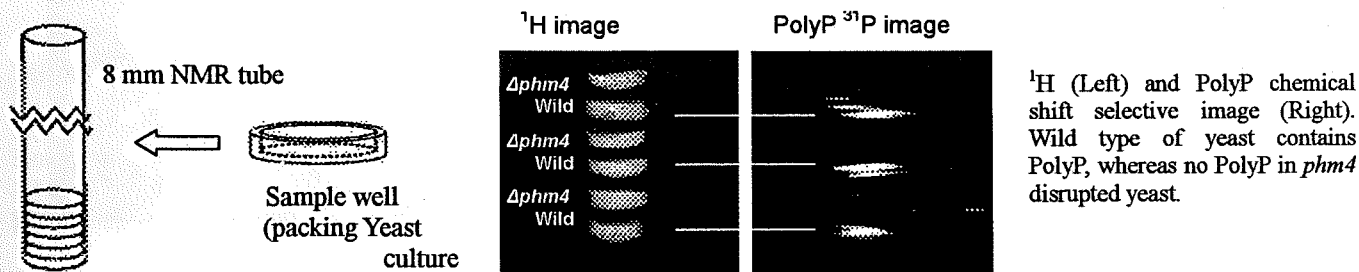 ¹H image
PolyP ³¹P image
8 mm NMR tube
Sample well
(packing Yeast
culture
Δphm4
Wild
Δphm4
Wild
Δphm4
Wild
¹H (Left) and PolyP chemical
shift selective image (Right).
Wild type of yeast contains
PolyP, whereas no PolyP in phm4
disrupted yeast.